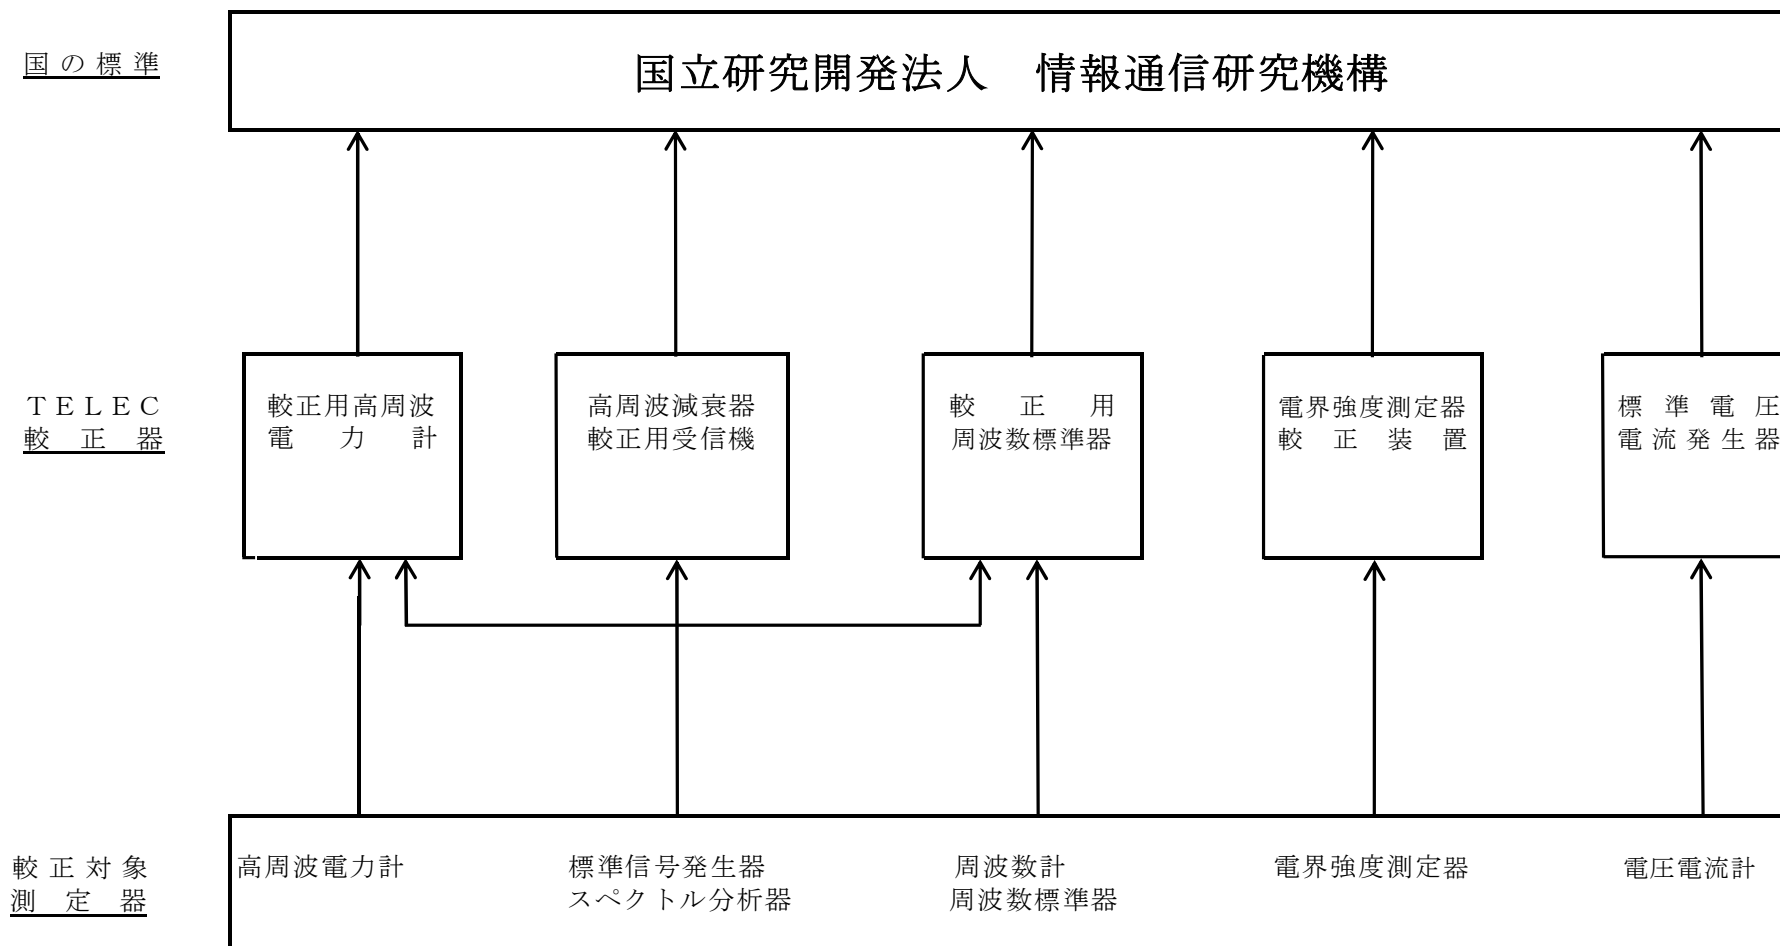 国の標準
国立研究開発法人　情報通信研究機構
ＴＥＬＥＣ
較正器
較正用高周波
電力計
高周波減衰器
較正用受信機
較正用
周波数標準器
電界強度測定器
較正装置
標準電圧
電流発生器
較正対象
測定器
高周波電力計
標準信号発生器
スペクトル分析器
周波数計
周波数標準器
電界強度測定器
電圧電流計